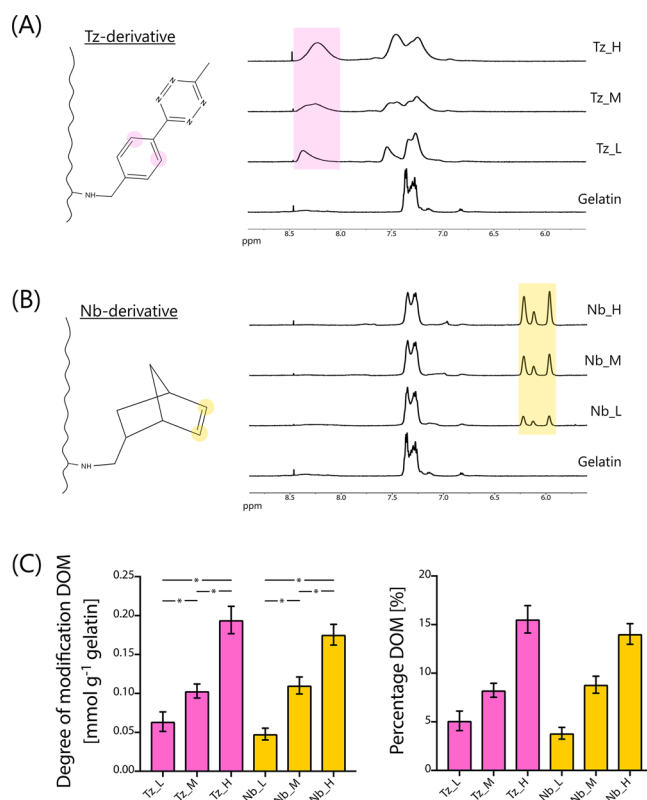 (A)
Tz-derivative
N
N
N
N
NH
Tz_H
Tz_M
Tz_L
Gelatin
8.5 8.0 7.5 7.0 6.5 6.0
ppm
(B)
Nb-derivative
NH
Nb_H
Nb_M
Nb_L
Gelatin
8.5 8.0 7.5 7.0 6.5 6.0
ppm
(C)
Degree of modification DOM
[mmol g-1 gelatin]
0.25
0.20
0.15
0.10
0.05
0.00
* *
* * * *
Tz_L Tz_M Tz_H Nb_L Nb_M Nb_H
Percentage DOM [%]
20
15
10
5
0
Tz_L Tz_M Tz_H Nb_L Nb_M Nb_H